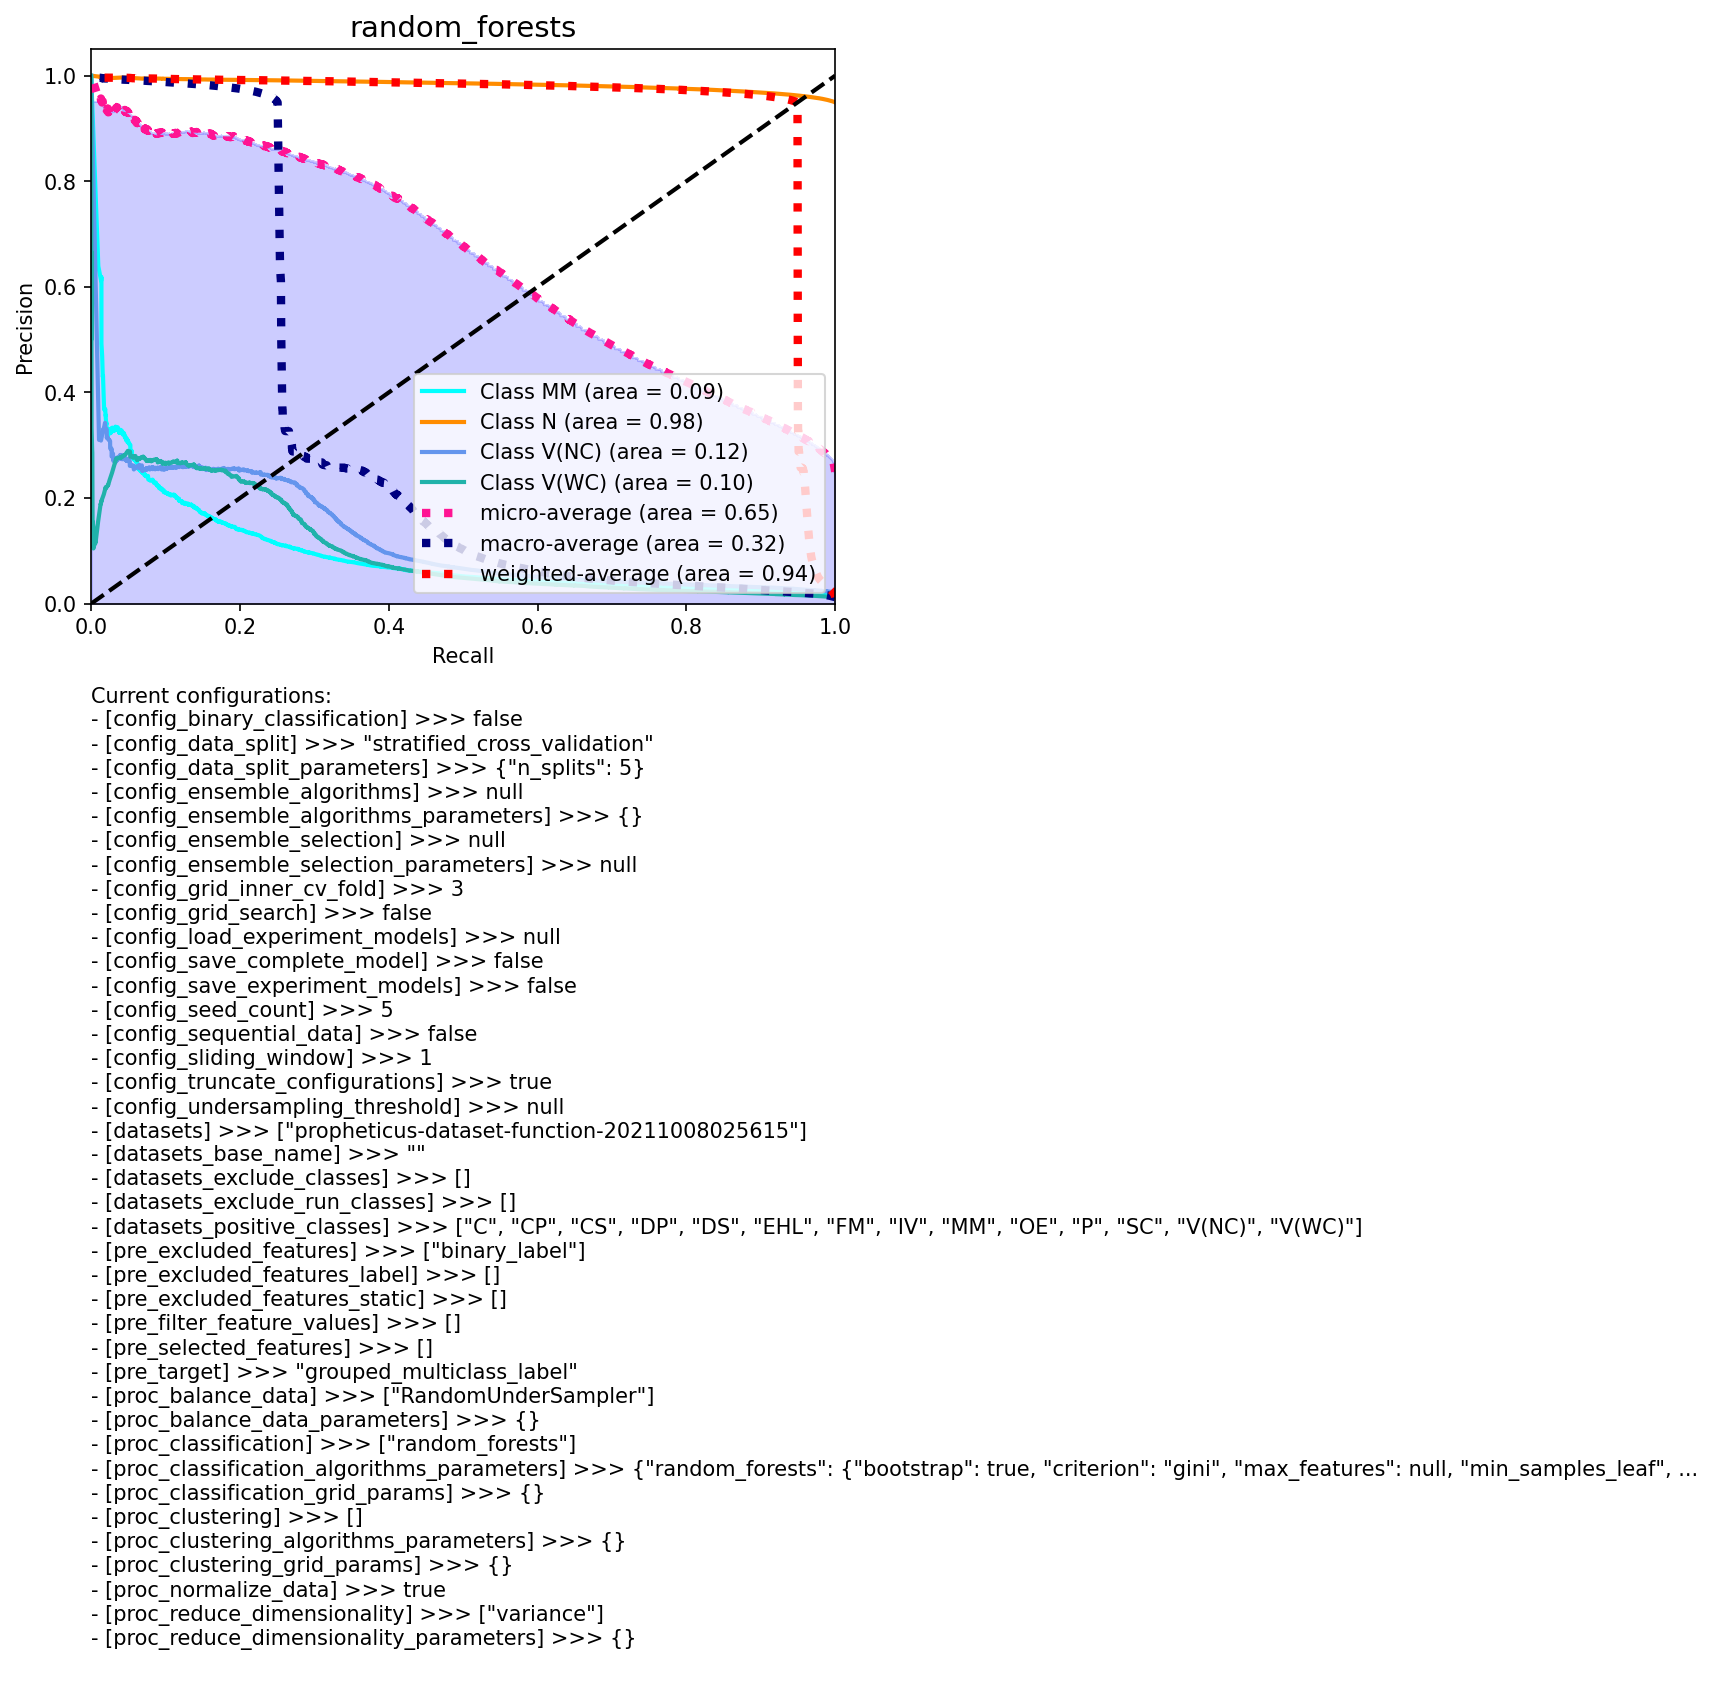 random_forests
1.0
0.8
0.6
0.4
0.2
0.0
Precision
Class MM (area = 0.09)
Class N (area = 0.98)
Class V(NC) (area = 0.12)
Class V(WC) (area = 0.10)
micro-average (area = 0.65)
macro-average (area = 0.32)
weighted-average (area = 0.94)
0.0 0.2 0.4 0.6 0.8 1.0
Recall
Current configurations:
- [config_binary_classification] >>> false
- [config_data_split] >>> "stratified_cross_validation"
- [config_data_split_parameters] >>> {"n_splits": 5}
- [config_ensemble_algorithms] >>> null
- [config_ensemble_algorithms_parameters] >>> {}
- [config_ensemble_selection] >>> null
- [config_ensemble_selection_parameters] >>> null
- [config_grid_inner_cv_fold] >>> 3
- [config_grid_search] >>> false
- [config_load_experiment_models] >>> null
- [config_save_complete_model] >>> false
- [config_save_experiment_models] >>> false
- [config_seed_count] >>> 5
- [config_sequential_data] >>> false
- [config_sliding_window] >>> 1
- [config_truncate_configurations] >>> true
- [config_undersampling_threshold] >>> null
- [datasets] >>> ["propheticus-dataset-function-20211008025615"]
- [datasets_base_name] >>> ""
- [datasets_exclude_classes] >>> []
- [datasets_exclude_run_classes] >>> []
- [datasets_positive_classes] >>> ["C", "CP", "CS", "DP", "DS", "EHL", "FM", "IV", "MM", "OE", "P", "SC", "V(NC)", "V(WC)"]
- [pre_excluded_features] >>> ["binary_label"]
- [pre_excluded_features_label] >>> []
- [pre_excluded_features_static] >>> []
- [pre_filter_feature_values] >>> []
- [pre_selected_features] >>> []
- [pre_target] >>> "grouped_multiclass_label"
- [proc_balance_data] >>> ["RandomUnderSampler"]
- [proc_balance_data_parameters] >>> {}
- [proc_classification] >>> ["random_forests"]
- [proc_classification_algorithms_parameters] >>> {"random_forests": {"bootstrap": true, "criterion": "gini", "max_features": null, "min_samples_leaf", ...
- [proc_classification_grid_params] >>> {}
- [proc_clustering] >>> []
- [proc_clustering_algorithms_parameters] >>> {}
- [proc_clustering_grid_params] >>> {}
- [proc_normalize_data] >>> true
- [proc_reduce_dimensionality] >>> ["variance"]
- [proc_reduce_dimensionality_parameters] >>> {}